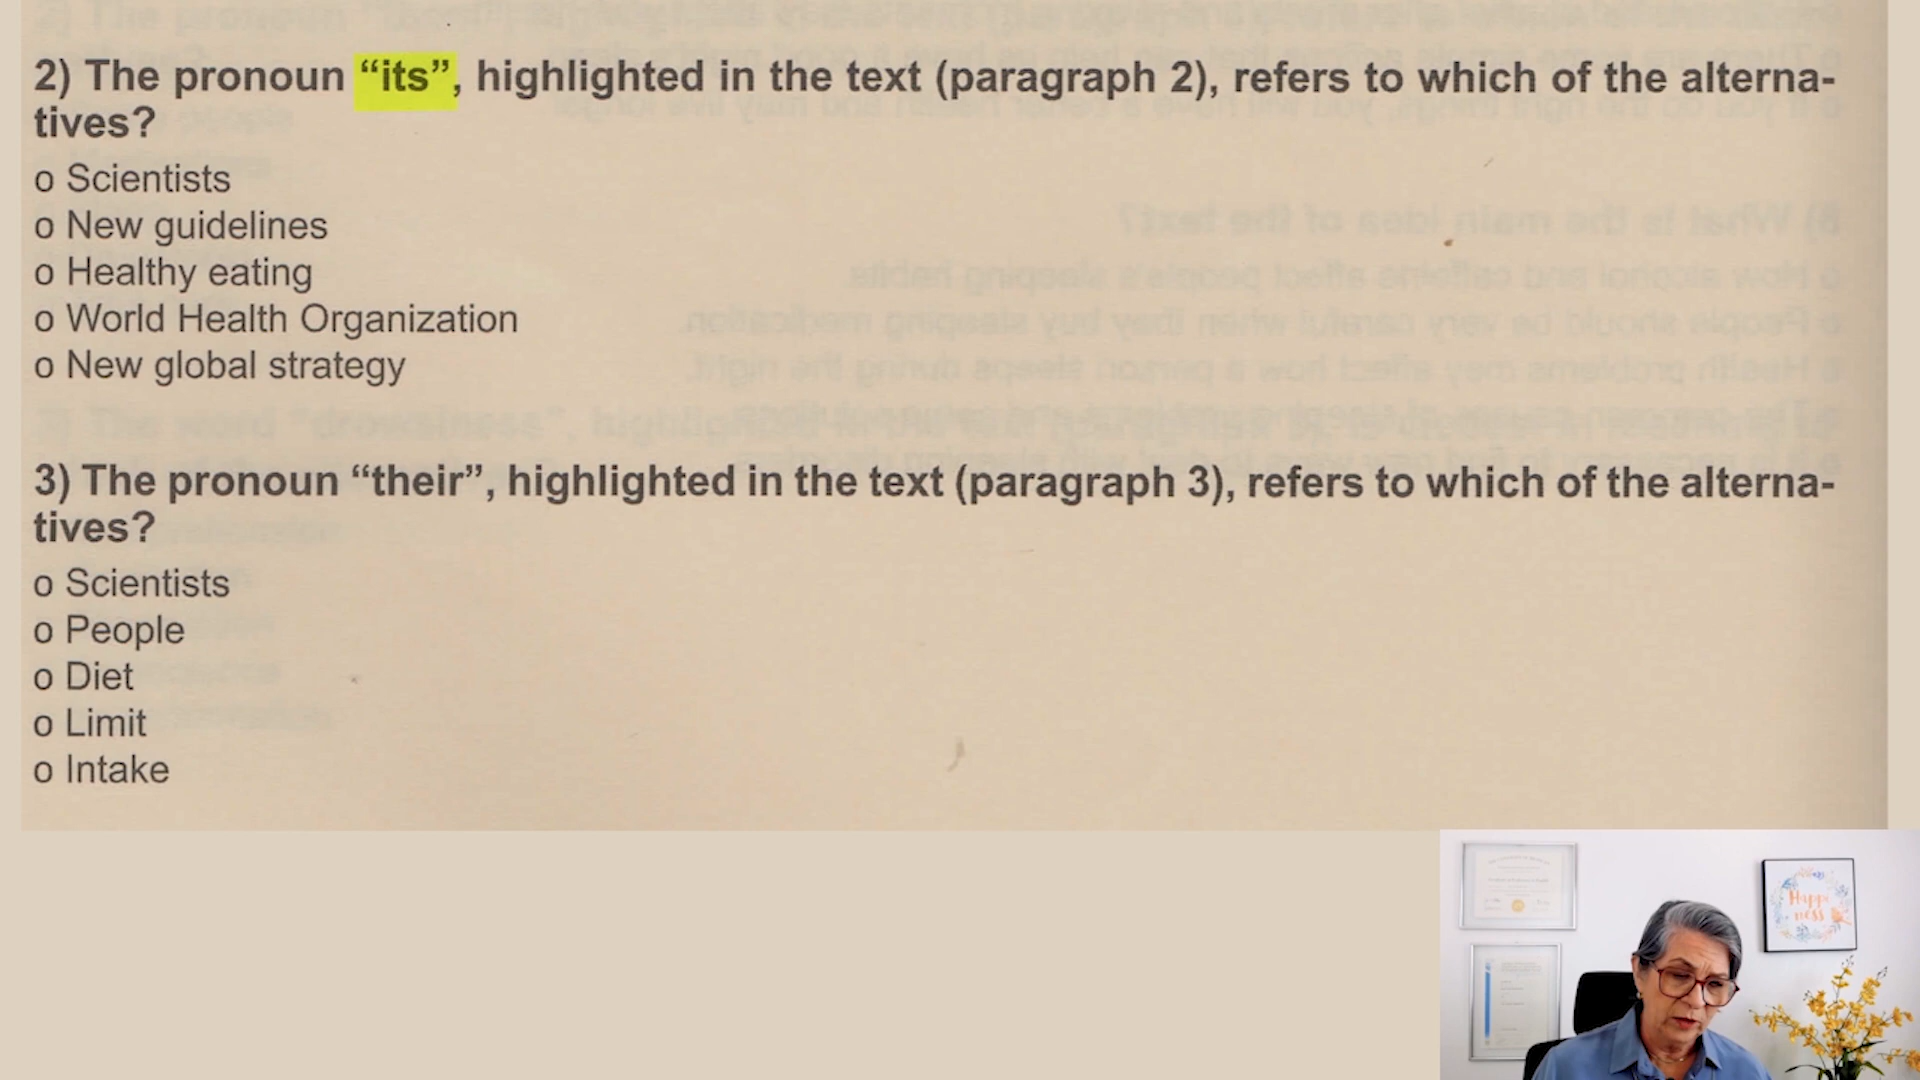 2) The pronoun “its”, highlighted in the text (paragraph 2), refers to which of the alterna-
tives?
o Scientists
o New guidelines
o Healthy eating
o World Health Organization
o New global strategy
3) The pronoun “their”, highlighted in the text (paragraph 3), refers to which of the alterna-
tives?
o Scientists
o People
o Diet
o Limit
o Intake
Happi
ness